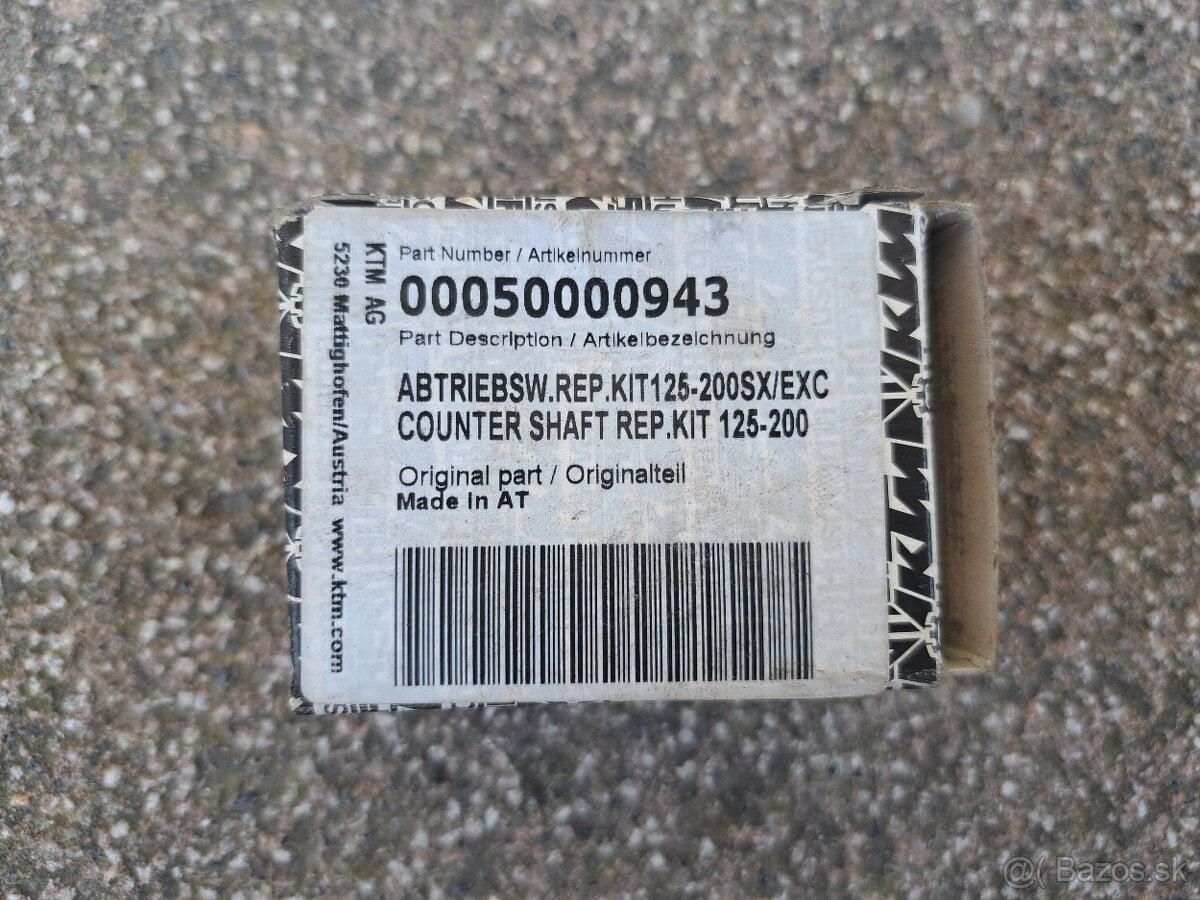 Part Number / Artikelnummer
00050000943
Part Description / Artikelbezeichnung
ABTRIEBSW.REP.KIT125-200SX/EXC
COUNTER SHAFT REP.KIT 125-200
Original part / Originalteil
Made in AT
KTM AG
5230 Mattighofen/Austria www.ktm.com
KTM
KTM
@( Bazos.sk